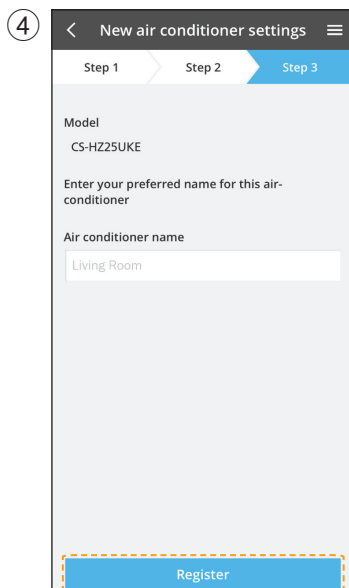 ④
New air conditioner settings
Step 1 Step 2 Step 3
Model
CS-HZ25UKE
Enter your preferred name for this air-
conditioner
Air conditioner name
Living Room
Register